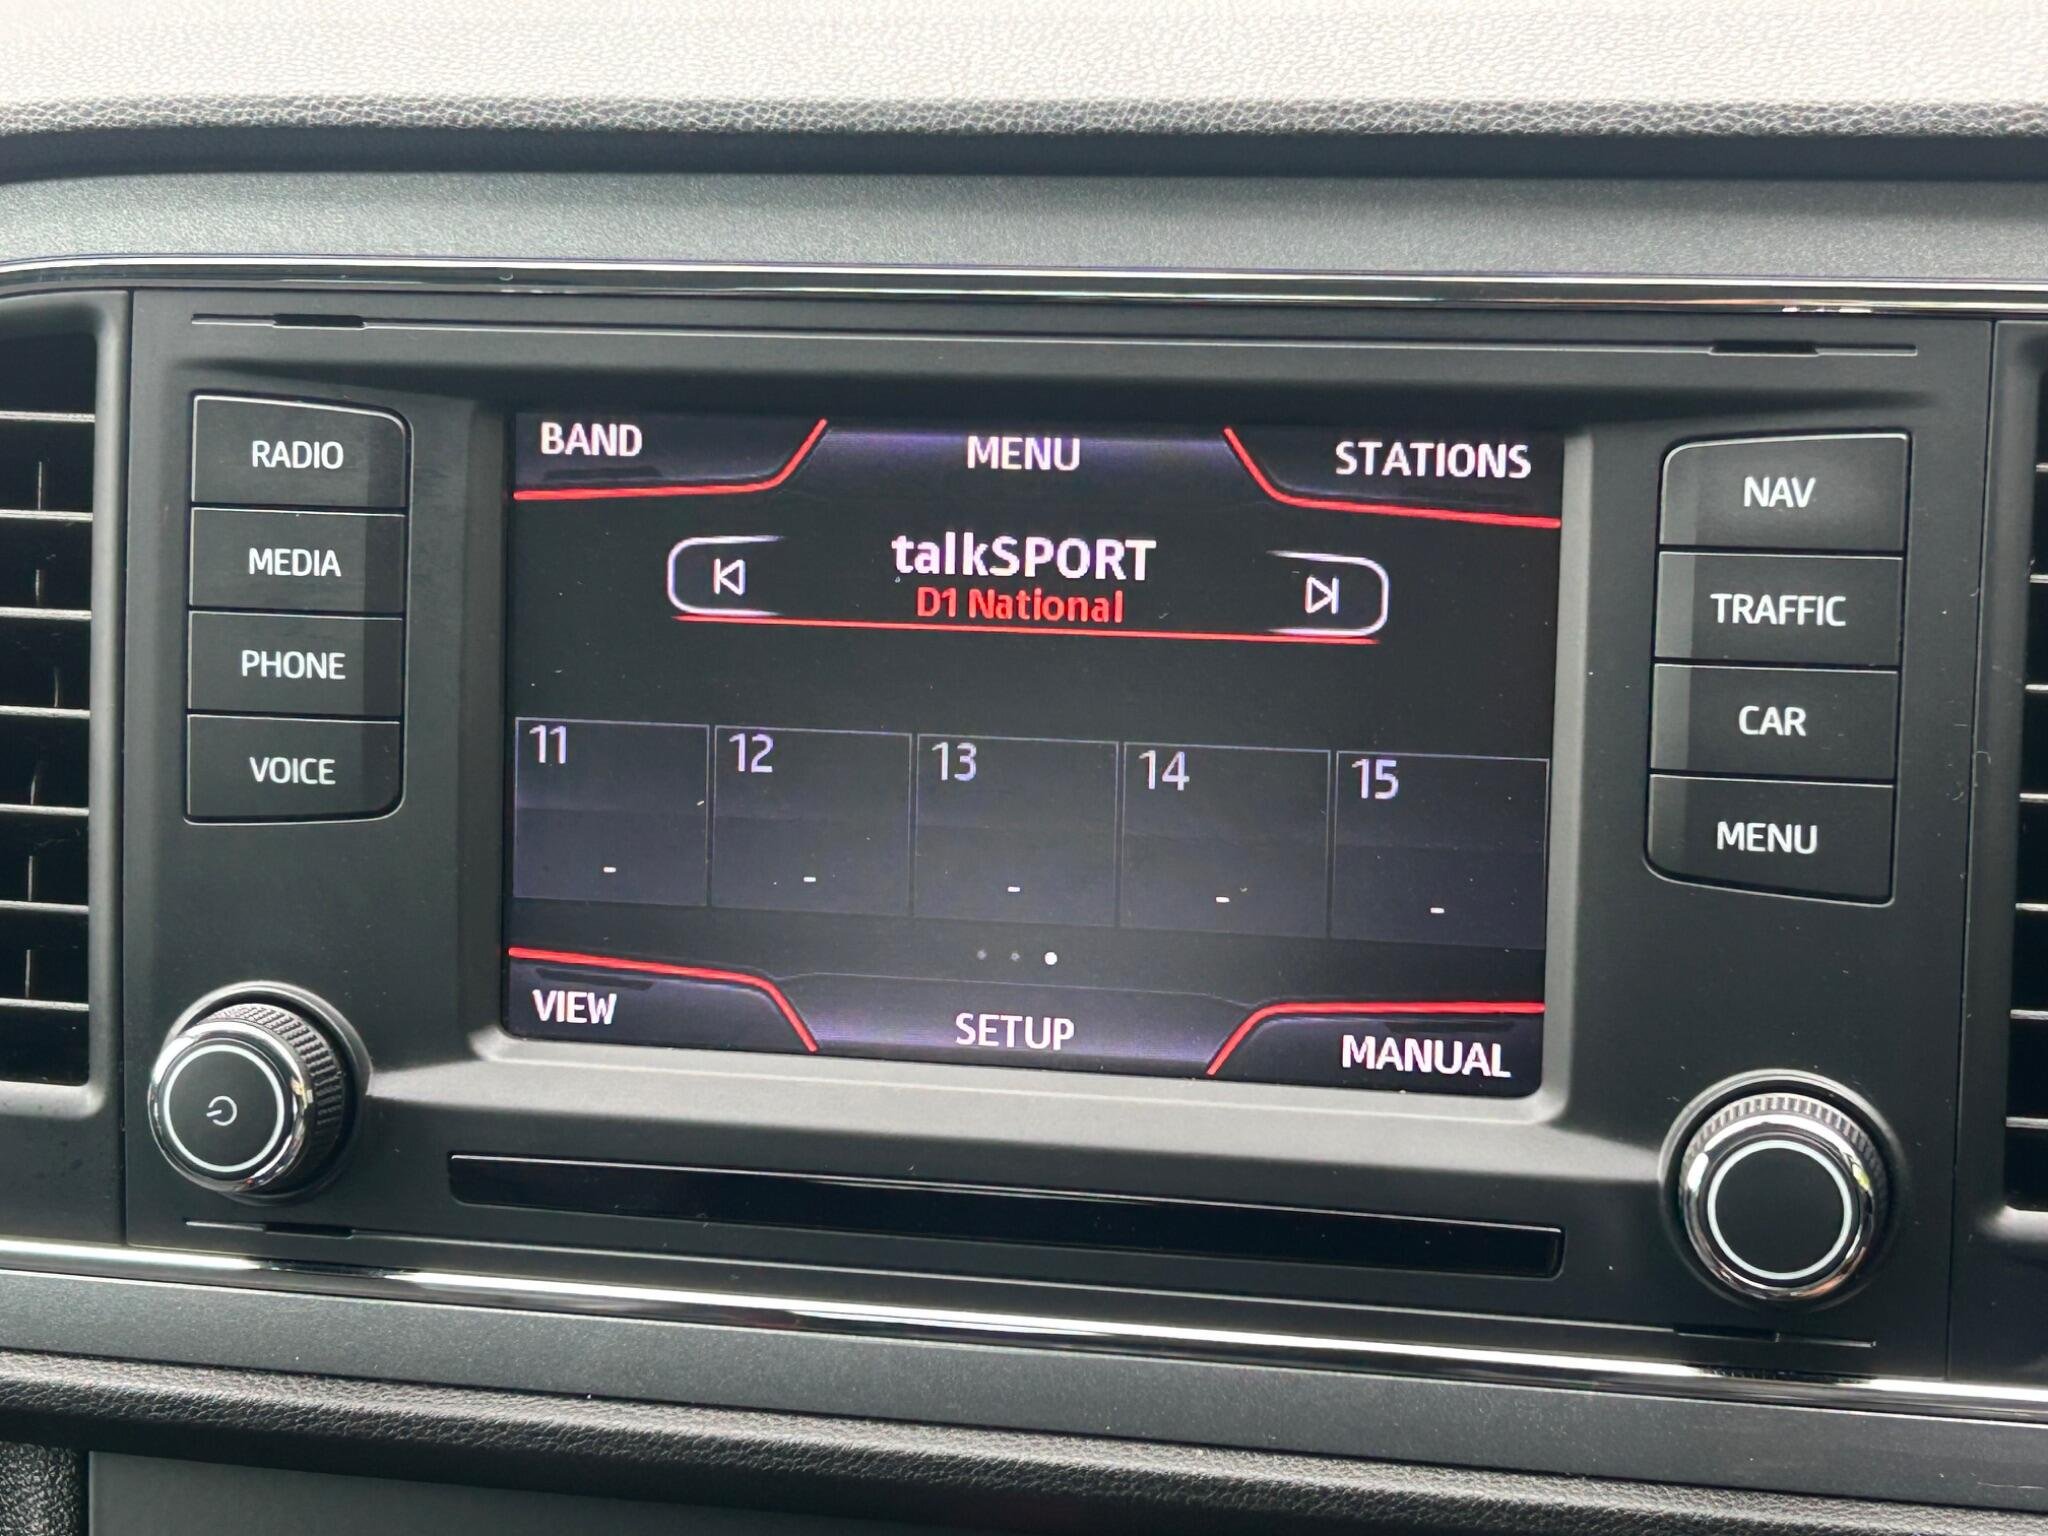 RADIO
MEDIA
PHONE
VOICE
BAND
MENU
STATIONS
talkSPORT
D1 National
11
12
13
14
15
-
-
-
-
-
VIEW
SETUP
MANUAL
NAV
TRAFFIC
CAR
MENU